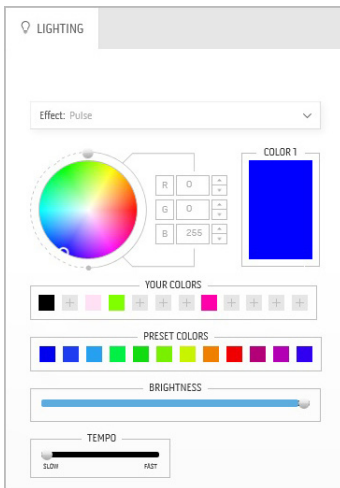 LIGHTING
Effect: Pulse
COLOR 1
R 0
G 0
B 255
YOUR COLORS
PRESET COLORS
BRIGHTNESS
TEMPO
SLOW FAST